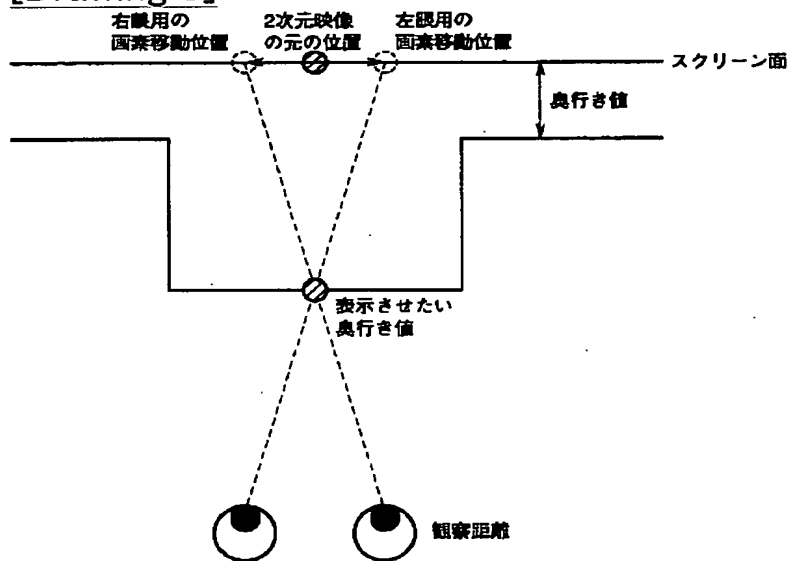 右眼用の
画素移動位置
2次元映像
の元の位置
左眼用の
画素移動位置
スクリーン面
奥行き値
表示させたい
奥行き値
観察距離